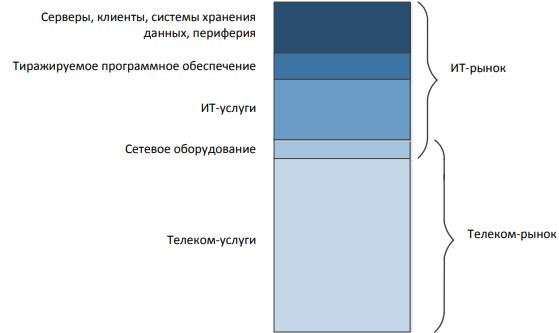 Серверы, клиенты, системы хранения
данных, периферия
Тиражируемое программное обеспечение
ИТ-рынок
ИТ-услуги
Сетевое оборудование
Телеком-услуги
Телеком-рынок